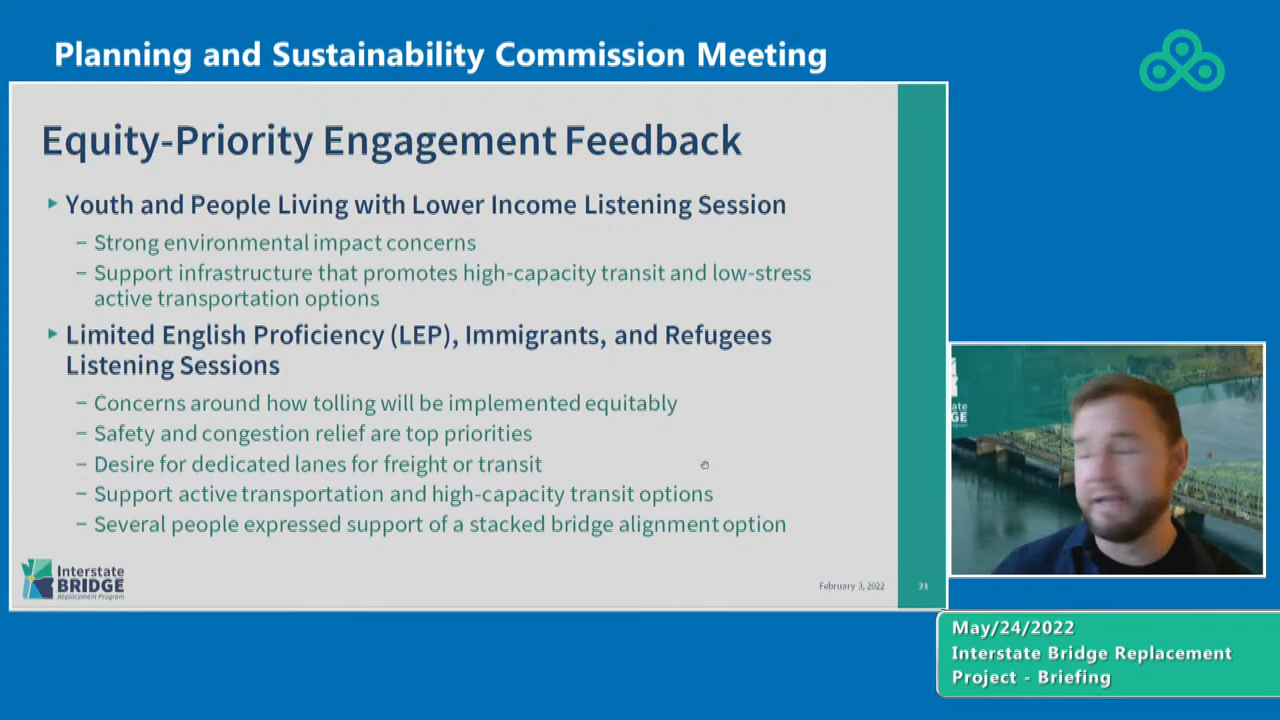 Planning and Sustainability Commission Meeting
Equity-Priority Engagement Feedback
Youth and People Living with Lower Income Listening Session
– Strong environmental impact concerns
– Support infrastructure that promotes high-capacity transit and low-stress
active transportation options
Limited English Proficiency (LEP), Immigrants, and Refugees
Listening Sessions
– Concerns around how tolling will be implemented equitably
– Safety and congestion relief are top priorities
– Desire for dedicated lanes for freight or transit
– Support active transportation and high-capacity transit options
– Several people expressed support of a stacked bridge alignment option
Interstate
BRIDGE
Replacement Program
February 3, 2022
21
May/24/2022
Interstate Bridge Replacement
Project - Briefing